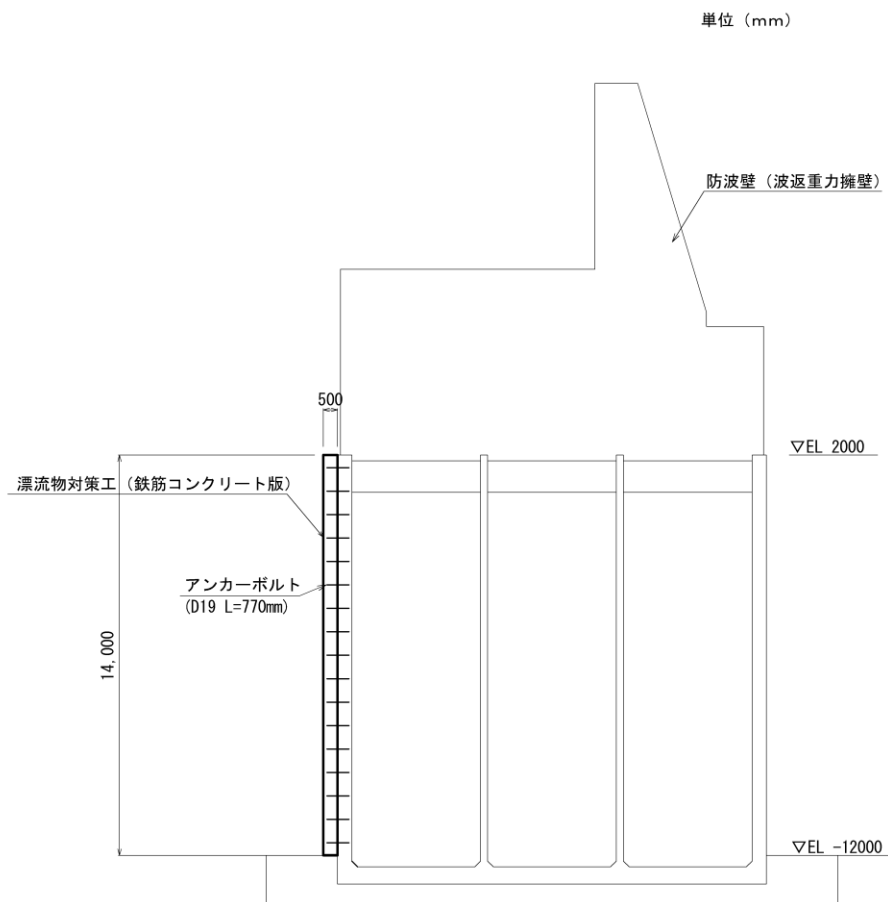 単位（ｍｍ）
防波壁（波返重力擁壁）
500
▽EL 2000
漂流物対策工（鉄筋コンクリート版）
アンカーボルト
(D19 L=770mm)
14,000
▽EL -12000